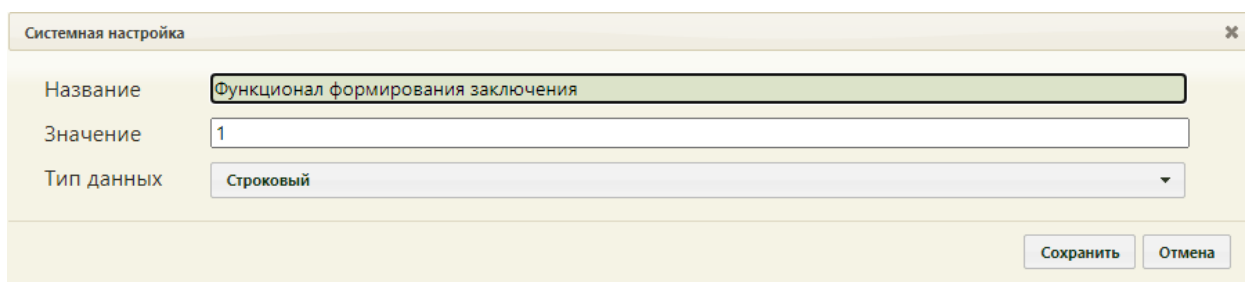 Системная настройка
Название Функционал формирования заключения
Значение 1
Тип данных Строковый
Сохранить Отмена